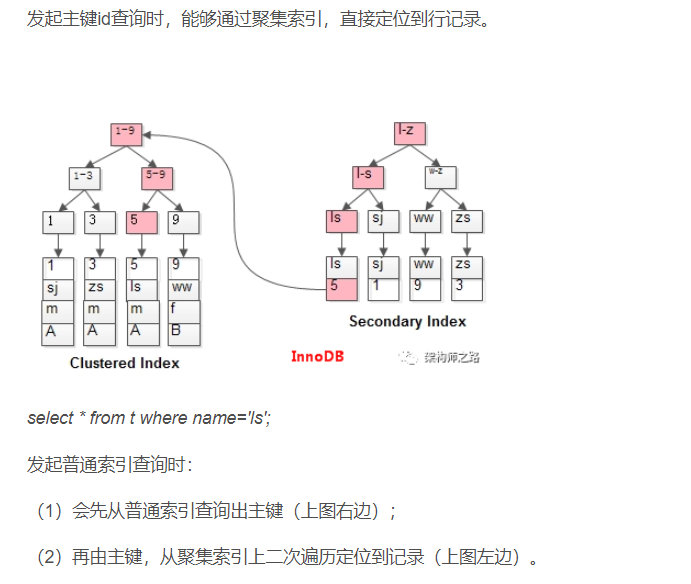 发起主键id查询时，能够通过聚集索引，直接定位到行记录。
1-9
l-z
1-3 5-9
l-s w-z
1 3 5 9
ls sj ww zs
1 3 5 9
sj zs ls ww
m m m f
A A A B
ls sj ww zs
5 1 9 3
Secondary Index
Clustered Index
InnoDB
架构师之路
select * from t where name='ls';
发起普通索引查询时：
（1）会先从普通索引查询出主键（上图右边）；
（2）再由主键，从聚集索引上二次遍历定位到记录（上图左边）。